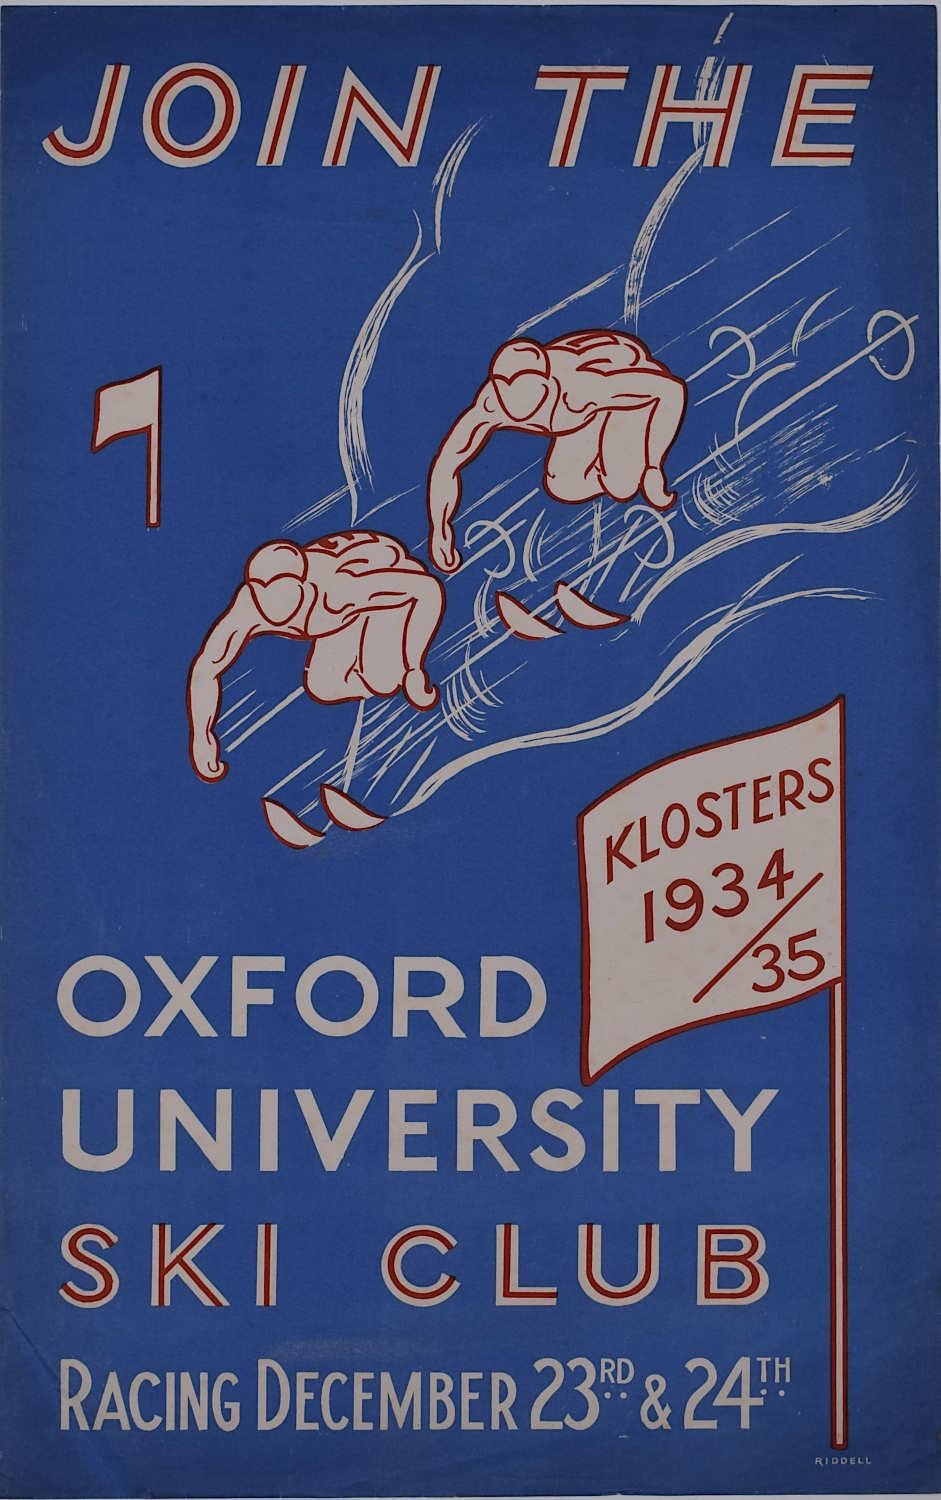 JOIN THE
KLOSTERS
1934
/35
OXFORD
UNIVERSITY
SKI CLUB
RACING DECEMBER 23RD & 24TH
RIDDELL